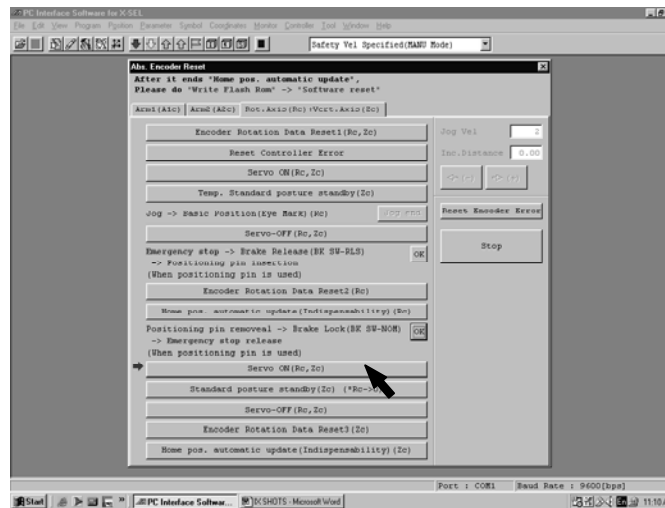 PC Interface Software for X-SEL
File Edit View Program Position Parameter Symbol Coordinates Monitor Controller Tool Window Help
Safety Vel Specified(MANU Mode)
Abs. Encoder Reset
After it ends "Home pos. automatic update",
Please do "Write Flash Rom" -> "Software reset"
Arm1(A1c) Arm2(A2c) Rot.Axis(Rc)+Vert.Axis(Zc)
Encoder Rotation Data Reset1(Rc,Zc)
Reset Controller Error
Servo ON(Rc,Zc)
Temp. Standard posture standby(Zc)
Jog -> Basic Position(Eye Mark)(Rc) Jog end
Servo-OFF(Rc,Zc)
Emergency stop -> Brake Release(BK SW-RLS) OK
-> Positioning pin insertion
(When positioning pin is used)
Encoder Rotation Data Reset2(Rc)
Home pos. automatic update(Indispensability)(Rc)
Positioning pin removeal -> Brake Lock(BK SW-NOM) OK
-> Emergency stop release
(When positioning pin is used)
Servo ON(Rc,Zc)
Standard posture standby(Zc) (*Rc->
Servo-OFF(Rc,Zc)
Encoder Rotation Data Reset3(Zc)
Home pos. automatic update(Indispensability)(Zc)
Jog Vel 2
Inc.Distance 0.00
Reset Encoder Error
Stop
Port : COM1 Baud Rate : 9600[bps]
Start PC Interface Softwar... IX SHOTS - Microsoft Word 11:10